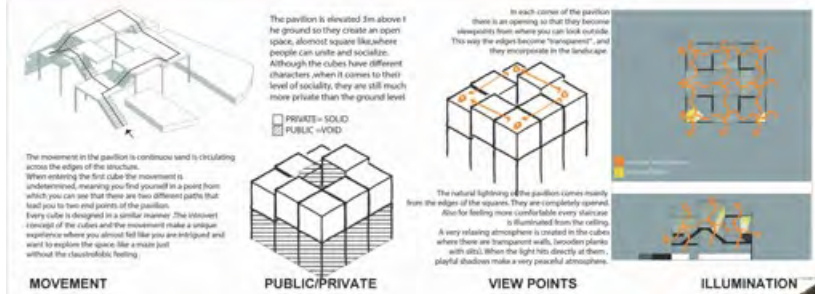 The pavilion is elevated 3m above t
he ground so they create an open
space, alomost square like,where
people can unite and socialize.
Although the cubes have different
characters ,when it comes to their
level of sociality, they are still much
more private than the ground level
PRIVATE= SOLID
PUBLIC =VOID
The movement in the pavilion is continuou sand is circulating
across the edges of the structure.
When entering the first cube the movement is
undetermined, meaning you find yourself in a point from
which you can see that there are two different paths that
lead you to two end points of the pavilion.
Every cube is designed in a similar manner .The introvert
concept of the cubes and the movement make a unique
experience where you almost fell like you are intrigued and
want to explore the space like a maze just
without the claustrofobic feeling
In each corner of the pavilion
there is an opening so that they become
viewpoints from where you can look outside.
This way the edges become "transparent" , and
they encorporate in the landscape.
The natural lightning of the pavilion comes mainly
from the edges of the squares. They are completely opened.
Also for feeling more comfortable every staircase
is illuminated from the ceiling.
A very relaxing atmosphere is created in the cubes
where there are transparent walls, (wooden planks
with slits). When the light hits directly at them ,
playful shadows make a very peaceful atmosphere.
MOVEMENT
PUBLIC/PRIVATE
VIEW POINTS
ILLUMINATION